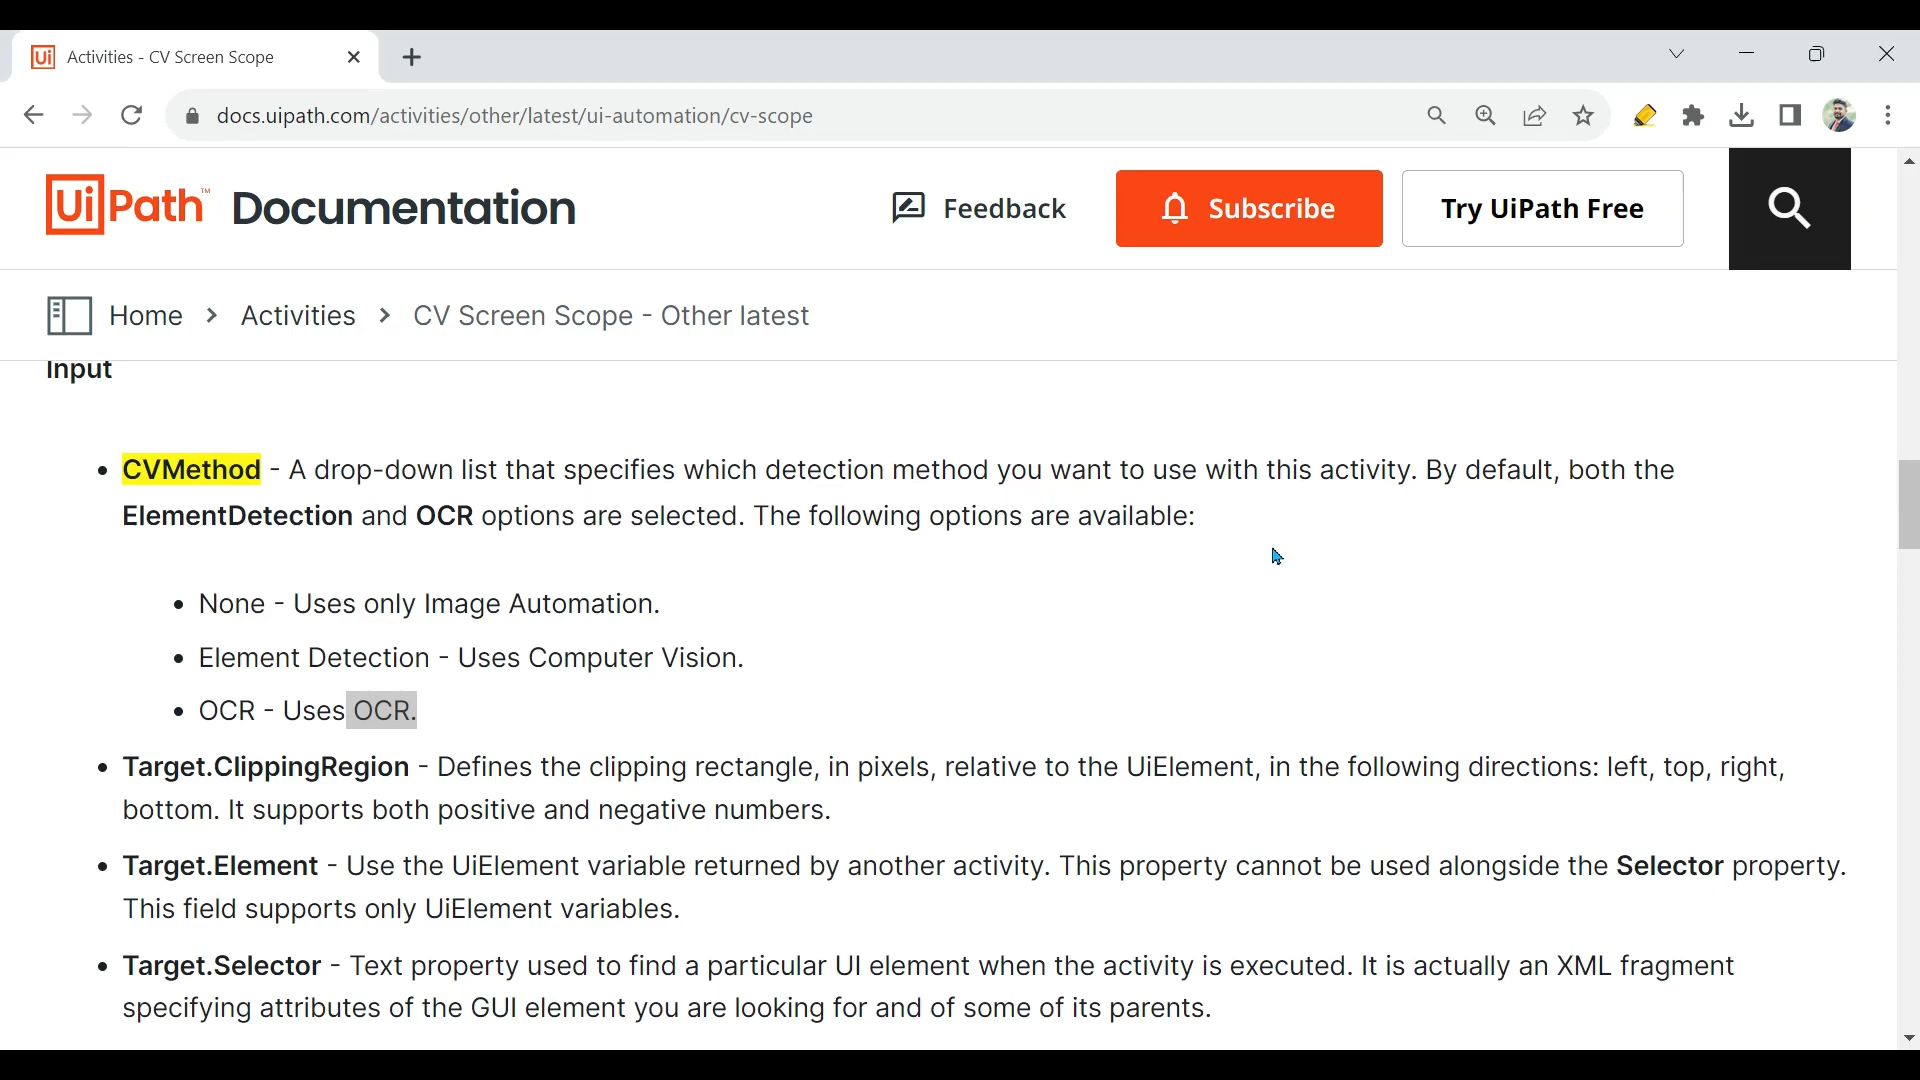 Activities - CV Screen Scope
docs.uipath.com/activities/other/latest/ui-automation/cv-scope
UiPath™ Documentation
Feedback
Subscribe
Try UiPath Free
Home > Activities > CV Screen Scope - Other latest
Input
• CVMethod - A drop-down list that specifies which detection method you want to use with this activity. By default, both the
ElementDetection and OCR options are selected. The following options are available:
• None - Uses only Image Automation.
• Element Detection - Uses Computer Vision.
• OCR - Uses OCR.
• Target.ClippingRegion - Defines the clipping rectangle, in pixels, relative to the UiElement, in the following directions: left, top, right,
bottom. It supports both positive and negative numbers.
• Target.Element - Use the UiElement variable returned by another activity. This property cannot be used alongside the Selector property.
This field supports only UiElement variables.
• Target.Selector - Text property used to find a particular UI element when the activity is executed. It is actually an XML fragment
specifying attributes of the GUI element you are looking for and of some of its parents.